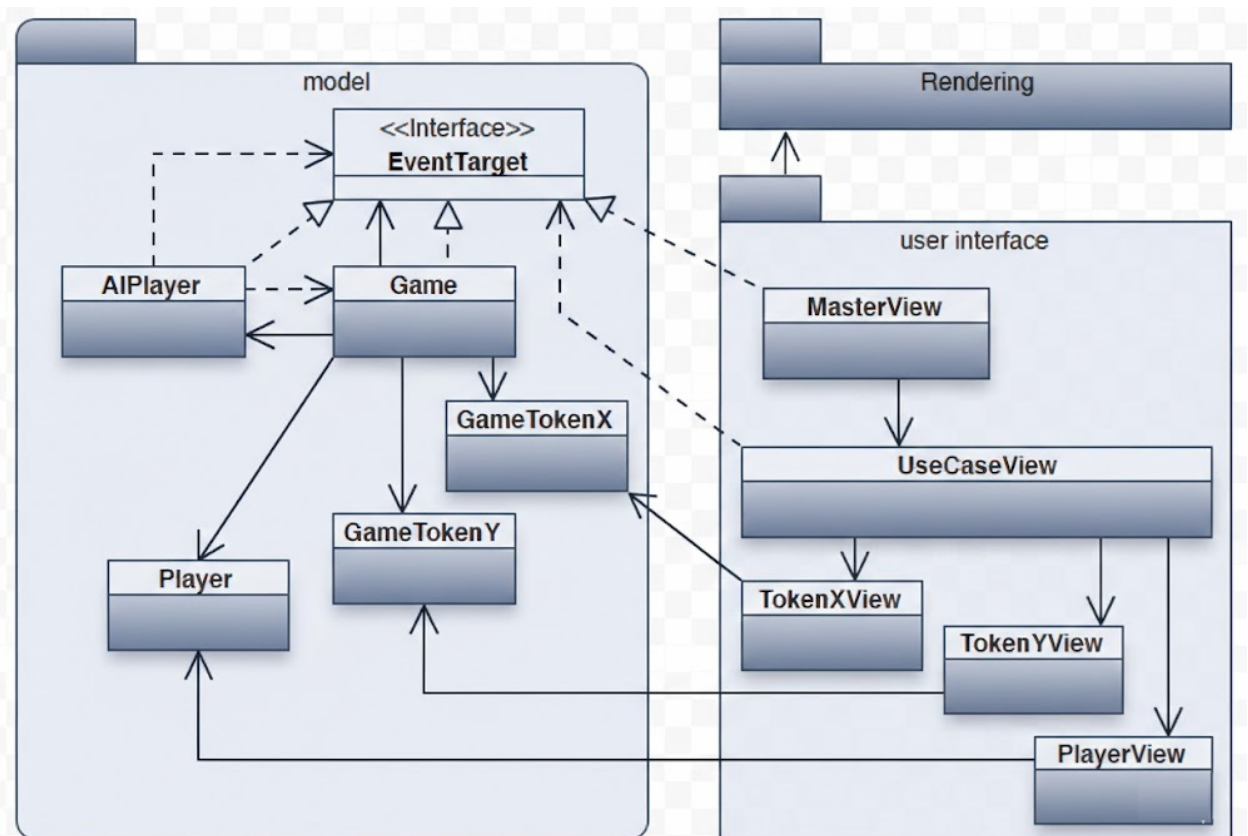 model
<<Interface>>
EventTarget
AIPlayer
Game
GameTokenX
GameTokenY
Player
Rendering
user interface
MasterView
UseCaseView
TokenXView
TokenYView
PlayerView